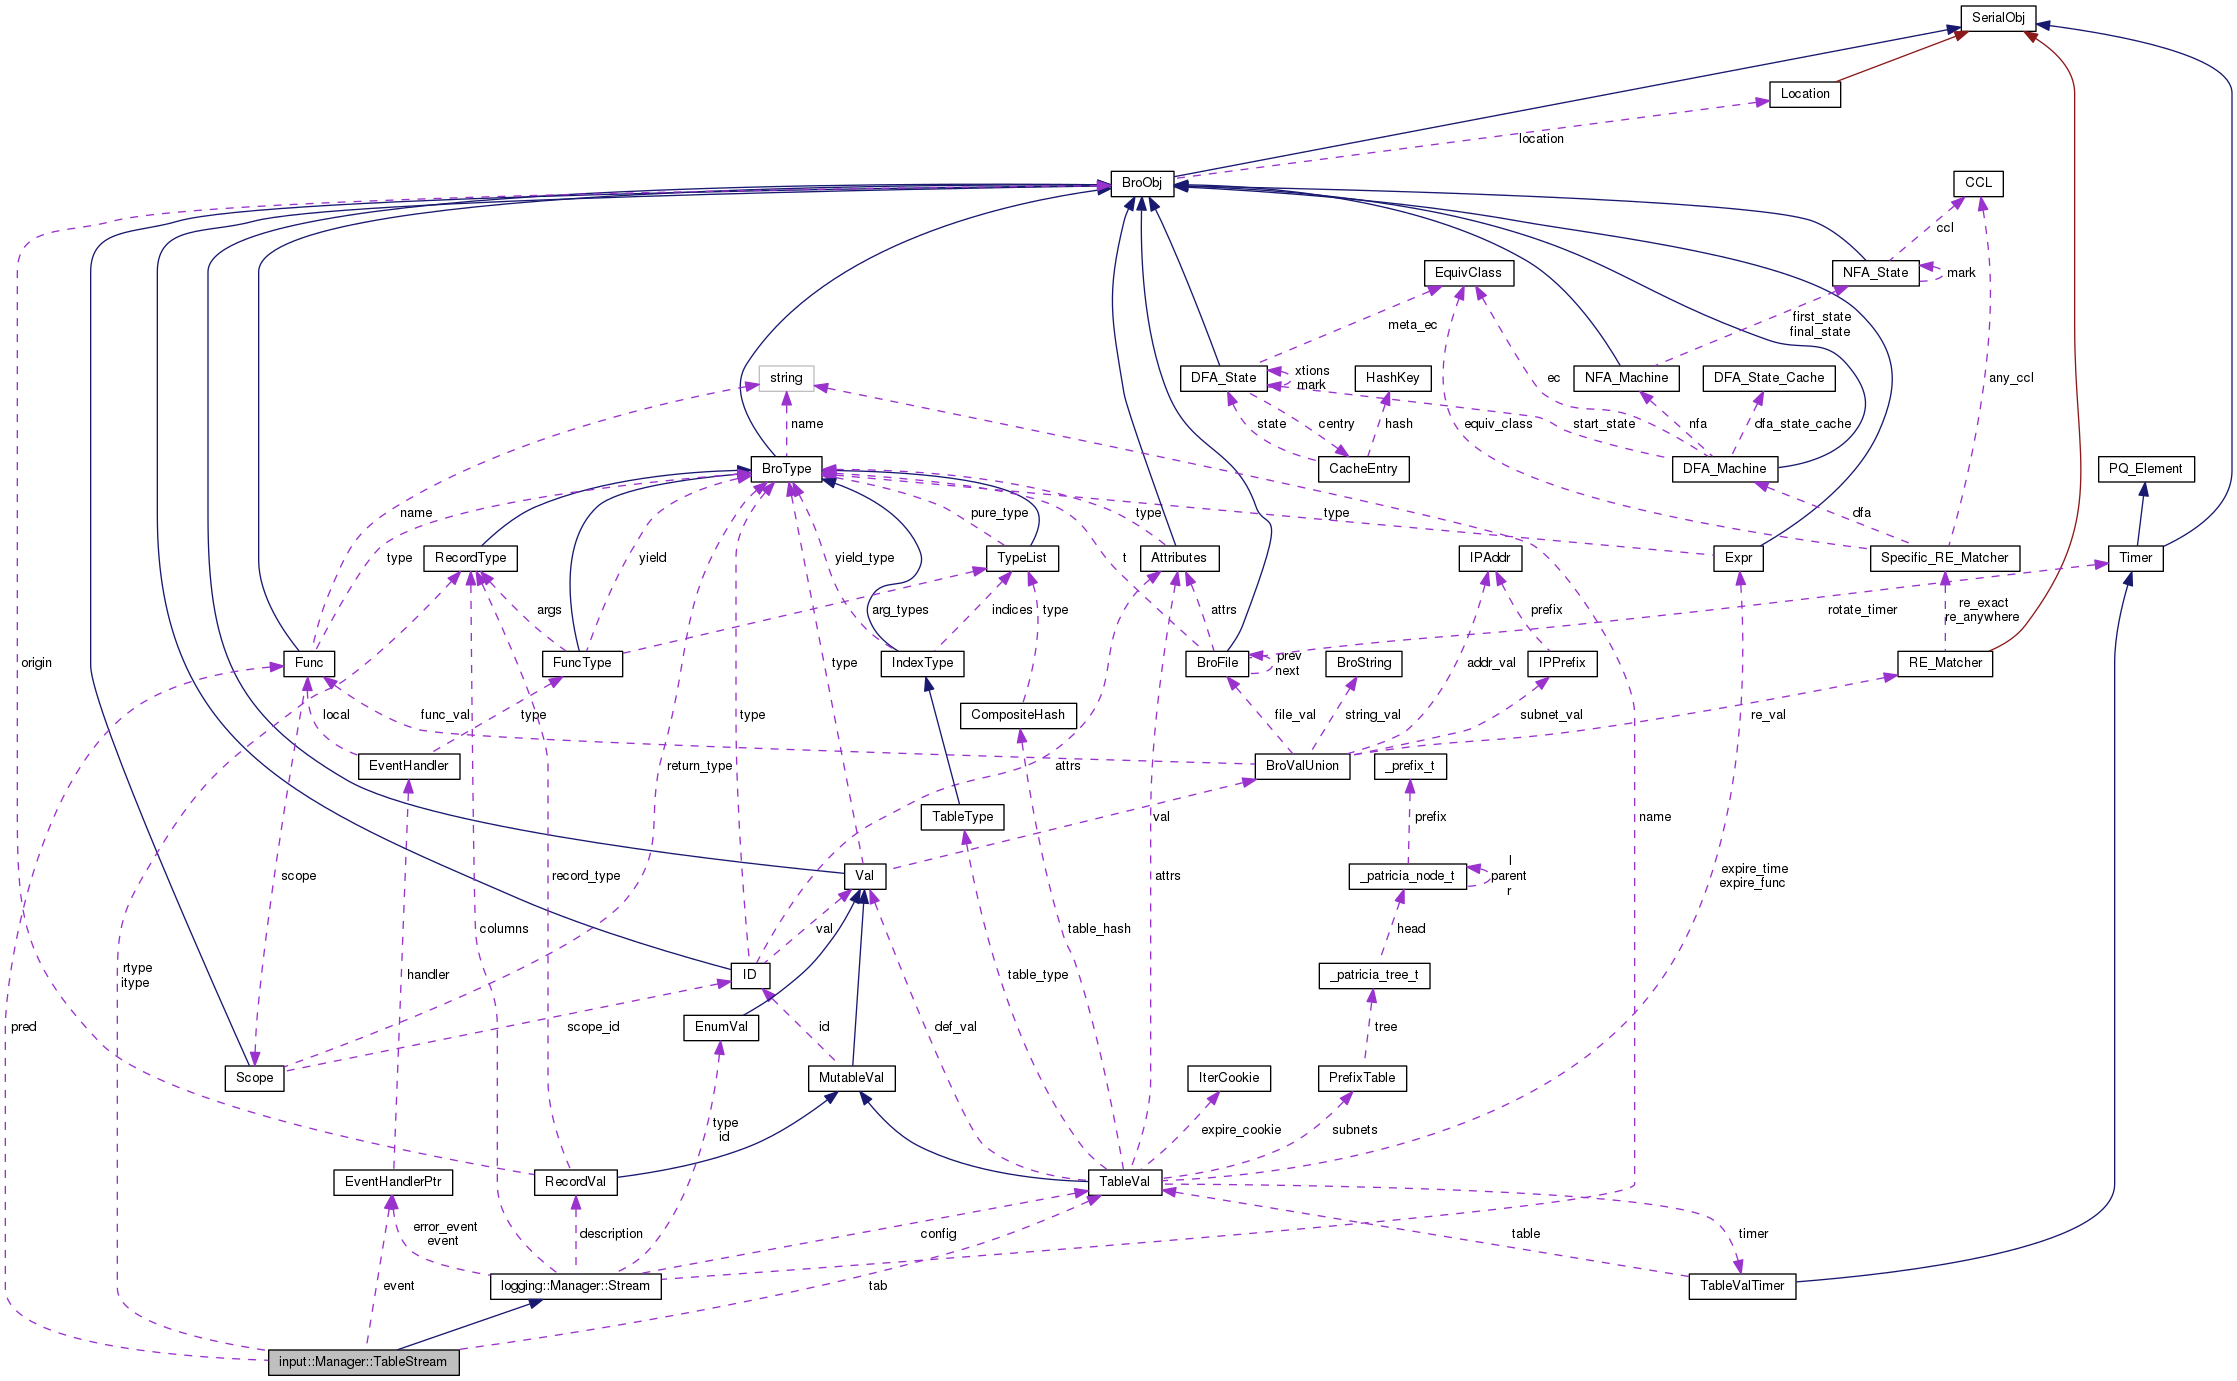 SerialObj
Location
location
BroObj
CCL
ccl
EquivClass
NFA_State
mark
meta_ec
first_state
final_state
string
DFA_State
xtions
mark
HashKey
ec
NFA_Machine
DFA_State_Cache
any_ccl
name
state
centry
hash
equiv_class
start_state
nfa
dfa_state_cache
BroType
CacheEntry
DFA_Machine
PQ_Element
name
pure_type
type
type
dfa
type
RecordType
yield
yield_type
TypeList
t
Attributes
IPAddr
Expr
Specific_RE_Matcher
Timer
args
arg_types
indices
type
attrs
prefix
rotate_timer
re_exact
re_anywhere
origin
Func
FuncType
IndexType
BroFile
prev
next
BroString
addr_val
IPPrefix
RE_Matcher
type
local
func_val
type
type
CompositeHash
file_val
string_val
subnet_val
re_val
EventHandler
return_type
attrs
BroValUnion
_prefix_t
TableType
val
prefix
name
scope
record_type
Val
attrs
_patricia_node_t
l
parent
r
expire_time
expire_func
columns
val
table_hash
head
rtype
itype
handler
ID
table_type
_patricia_tree_t
pred
scope_id
EnumVal
id
def_val
tree
Scope
MutableVal
IterCookie
PrefixTable
type
id
expire_cookie
subnets
EventHandlerPtr
RecordVal
TableVal
error_event
event
description
config
table
timer
event
logging::Manager::Stream
tab
TableValTimer
input::Manager::TableStream